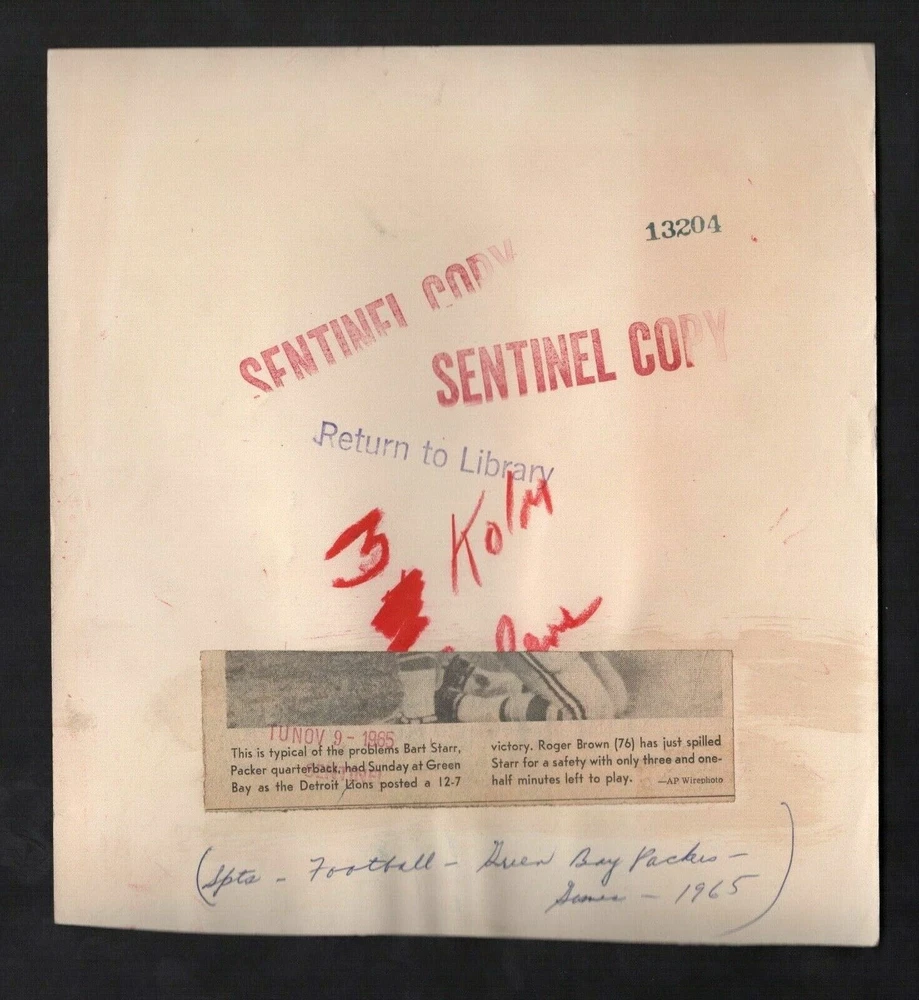 13204
SENTINEL COPY
SENTINEL COPY
Return to Library
3
TU NOV 9 - 1965
SENTINEL
This is typical of the problems Bart Starr,
Packer quarterback, had Sunday at Green
Bay as the Detroit Lions posted a 12-7
victory. Roger Brown (76) has just spilled
Starr for a safety with only three and one-
half minutes left to play. —AP Wirephoto
(Spts - Football - Green Bay Packers -
Games - 1965)